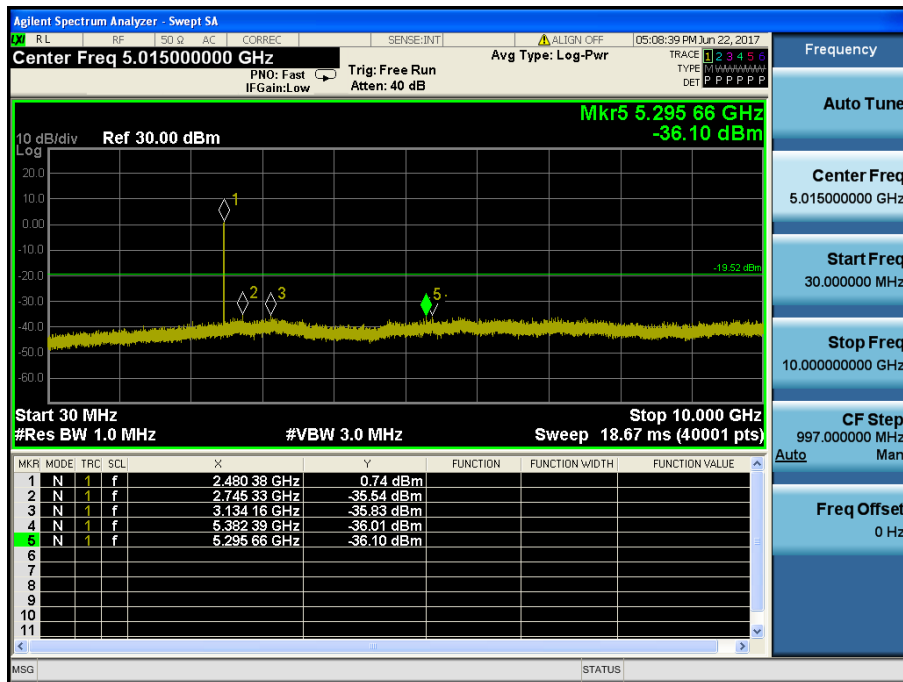 Agilent Spectrum Analyzer - Swept SA
LXI RL RF 50 Ω AC CORREC SENSE:INT ALIGN OFF 05:08:39 PM Jun 22, 2017
Center Freq 5.015000000 GHz
PNO: Fast
IFGain:Low
Trig: Free Run
Atten: 40 dB
Avg Type: Log-Pwr
TRACE 1 2 3 4 5 6
TYPE
DET P P P P P P
Mkr5 5.295 66 GHz
-36.10 dBm
10 dB/div Ref 30.00 dBm
Log
20.0
10.0
0.00
-10.0
-20.0
-30.0
-40.0
-50.0
-60.0
1
2
3
5
-19.52 dBm
Start 30 MHz Stop 10.000 GHz
#Res BW 1.0 MHz #VBW 3.0 MHz Sweep 18.67 ms (40001 pts)
MKR MODE TRC SCL X Y FUNCTION FUNCTION WIDTH FUNCTION VALUE
1 N 1 f 2.480 38 GHz 0.74 dBm
2 N 1 f 2.745 33 GHz -35.54 dBm
3 N 1 f 3.134 16 GHz -35.83 dBm
4 N 1 f 5.382 39 GHz -36.01 dBm
5 N 1 f 5.295 66 GHz -36.10 dBm
6
7
8
9
10
11
MSG STATUS
Frequency
Auto Tune
Center Freq
5.015000000 GHz
Start Freq
30.000000 MHz
Stop Freq
10.000000000 GHz
CF Step
997.000000 MHz
Auto Man
Freq Offset
0 Hz